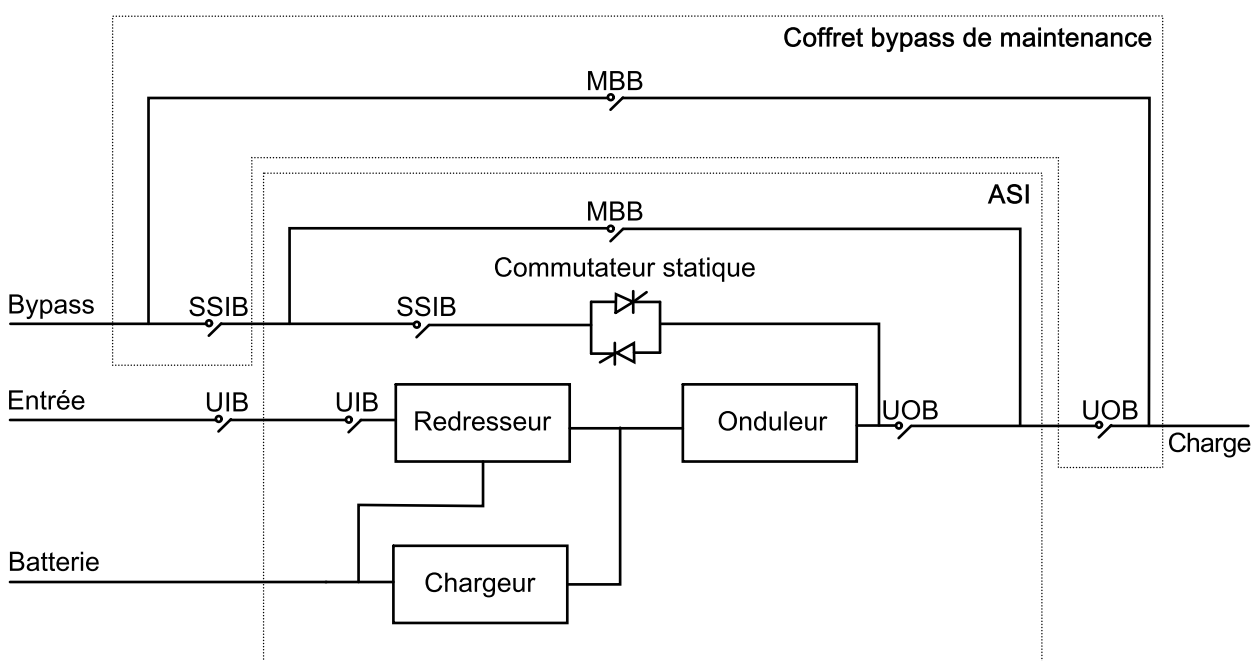 Coffret bypass de maintenance
MBB
ASI
MBB
Commutateur statique
Bypass
SSIB
SSIB
Entrée
UIB
UIB
Redresseur
Onduleur
UOB
UOB
Charge
Batterie
Chargeur